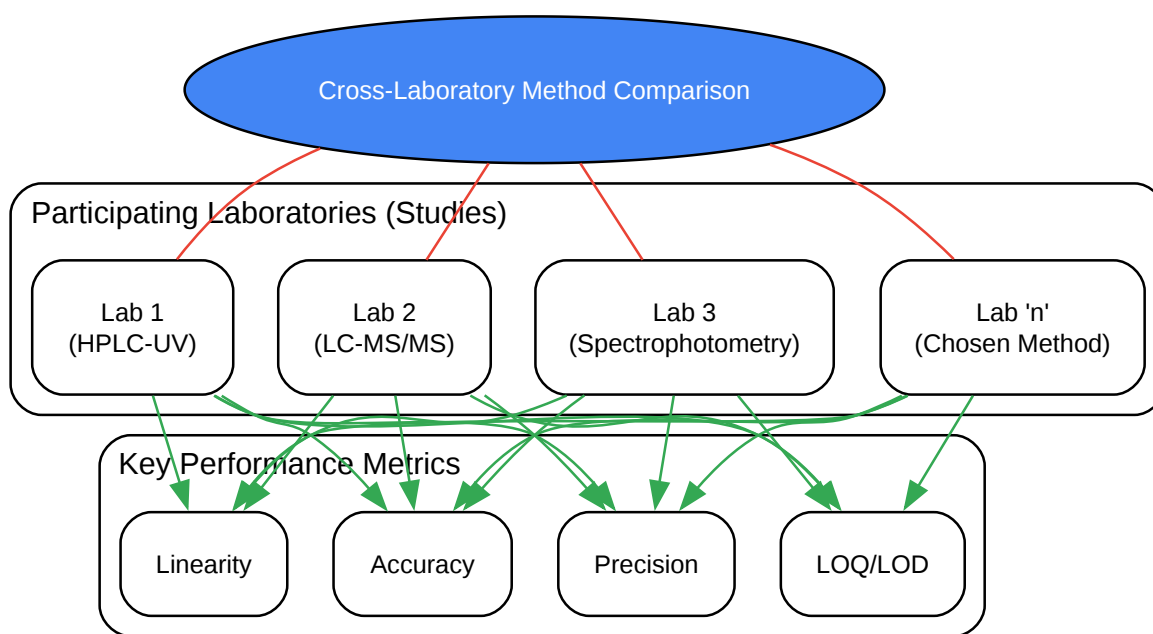 Cross-Laboratory Method Comparison
Participating Laboratories (Studies)
Lab 1
(HPLC-UV)
Lab 2
(LC-MS/MS)
Lab 3
(Spectrophotometry)
Lab 'n'
(Chosen Method)
Key Performance Metrics
Linearity
Accuracy
Precision
LOQ/LOD